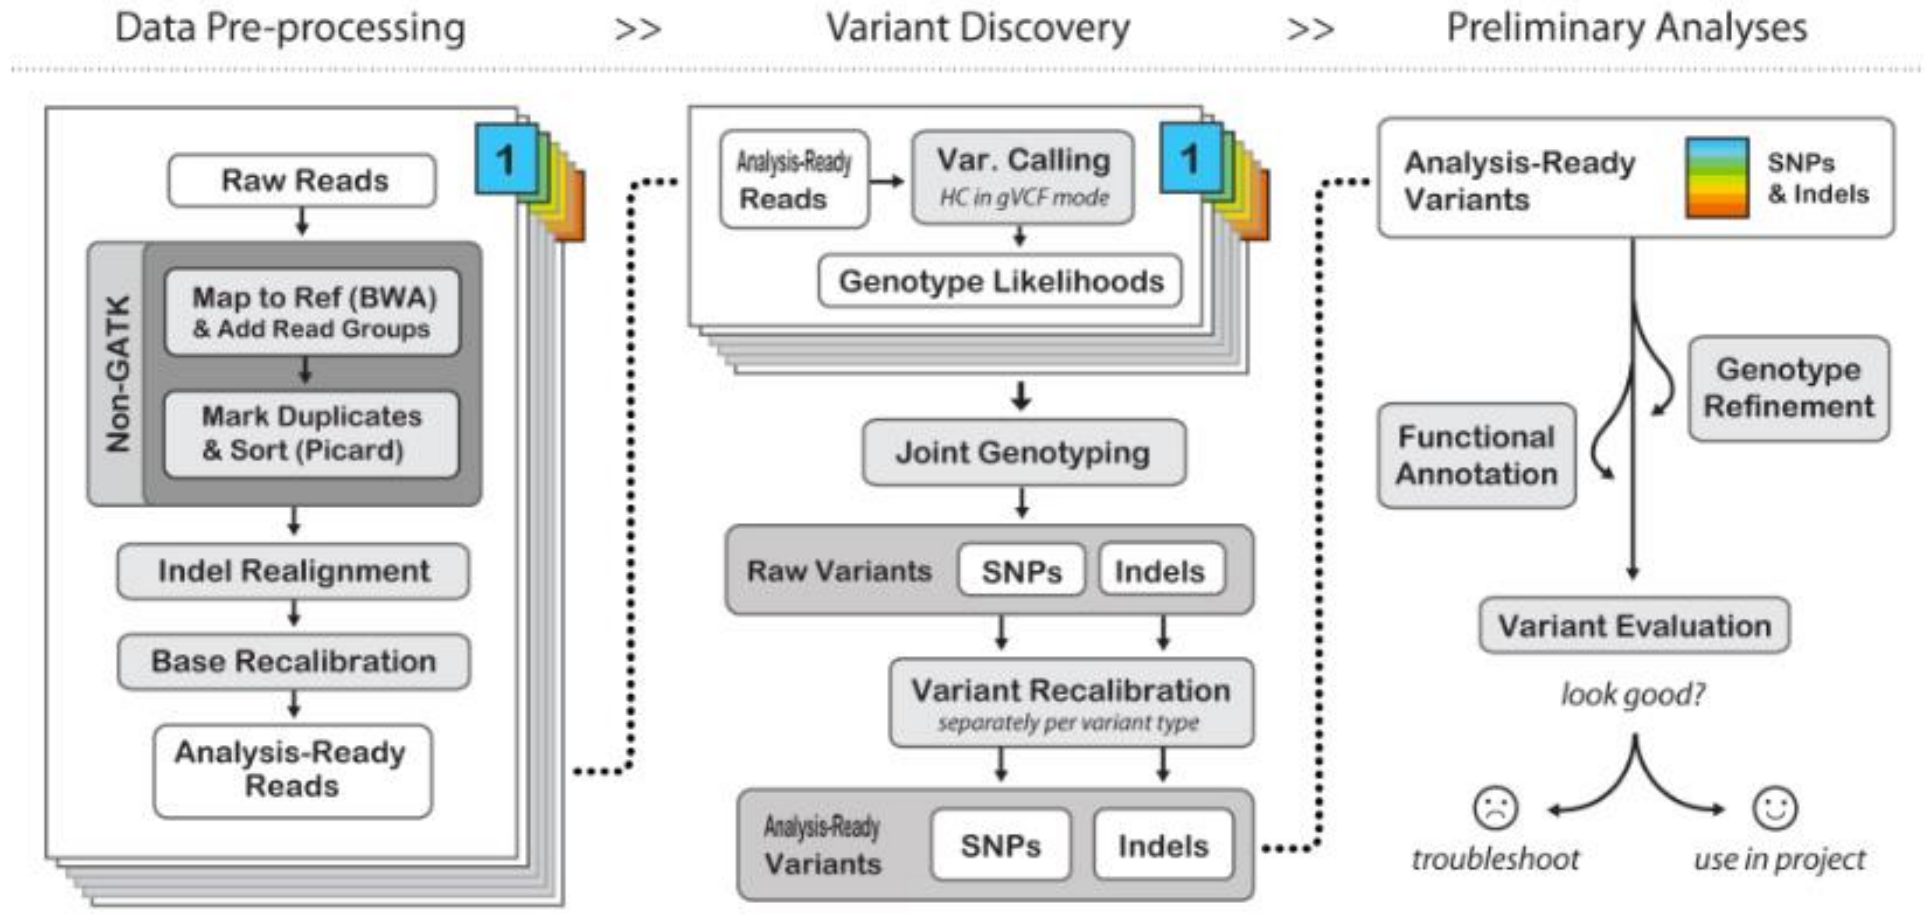 Data Pre-processing >> Variant Discovery >> Preliminary Analyses
1
Raw Reads
Non-GATK
Map to Ref (BWA)
& Add Read Groups
Mark Duplicates
& Sort (Picard)
Indel Realignment
Base Recalibration
Analysis-Ready
Reads
1
Analysis-Ready
Reads
Var. Calling
HC in gVCF mode
Genotype Likelihoods
Joint Genotyping
Raw Variants SNPs Indels
Variant Recalibration
separately per variant type
Analysis-Ready
Variants
SNPs Indels
Analysis-Ready
Variants
SNPs
& Indels
Genotype
Refinement
Functional
Annotation
Variant Evaluation
look good?
troubleshoot use in project